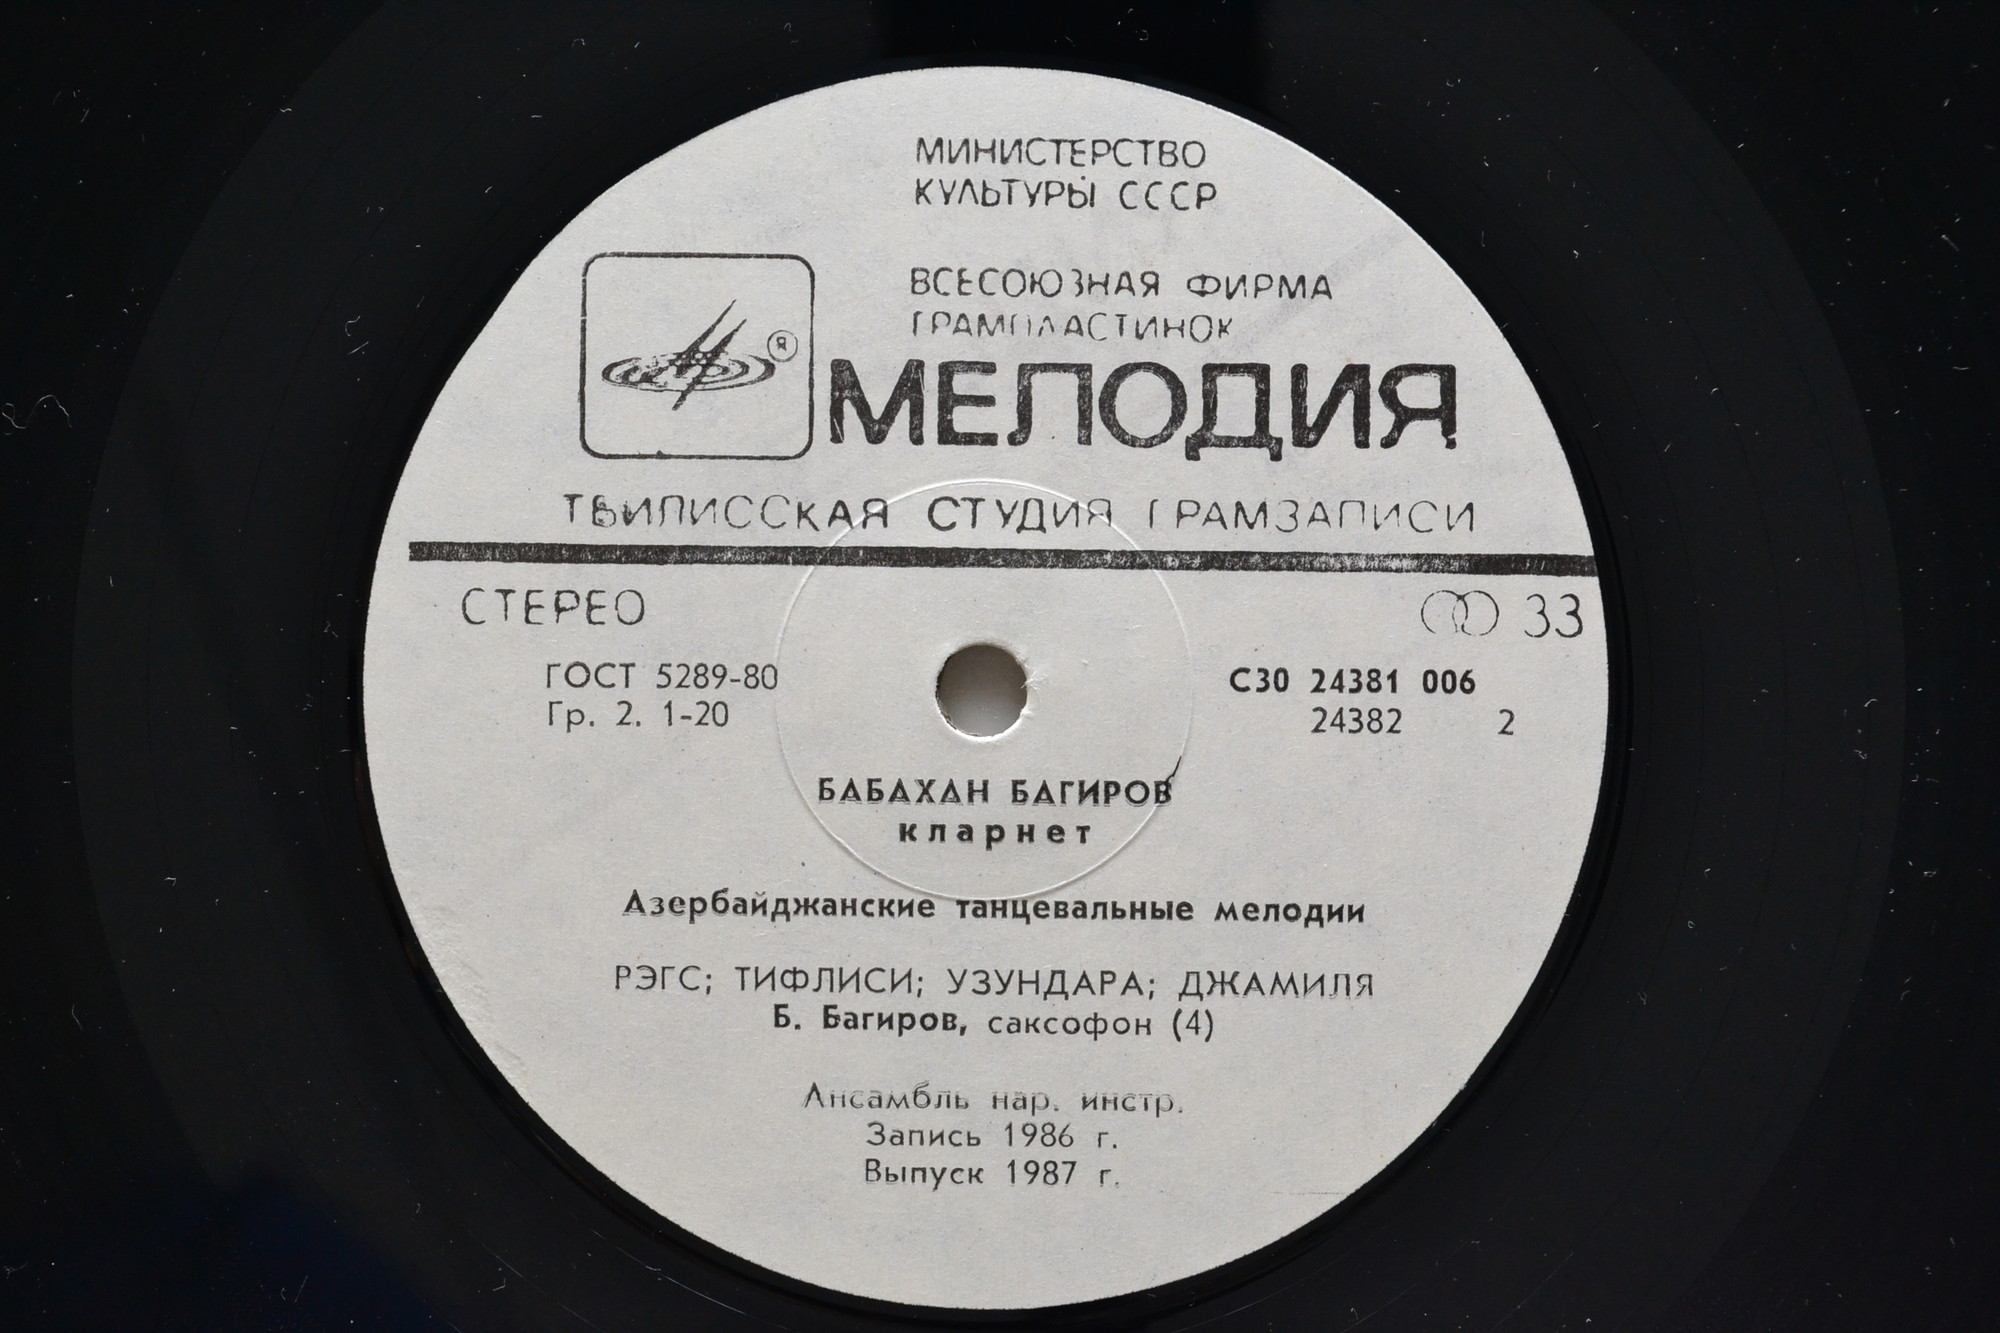 МИНИСТЕРСТВО
КУЛЬТУРЫ СССР
ВСЕСОЮЗНАЯ ФИРМА
ГРАМПЛАСТИНОК
МЕЛОДИЯ
ТБИЛИССКАЯ СТУДИЯ ГРАМЗАПИСИ
СТЕРЕО
33
ГОСТ 5289-80
Гр. 2. 1-20
С30 24381 006
24382 2
БАБАХАН БАГИРОВ
кларнет
Азербайджанские танцевальные мелодии
РЭГС; ТИФЛИСИ; УЗУНДАРА; ДЖАМИЛЯ
Б. Багиров, саксофон (4)
Ансамбль нар. инстр.
Запись 1986 г.
Выпуск 1987 г.